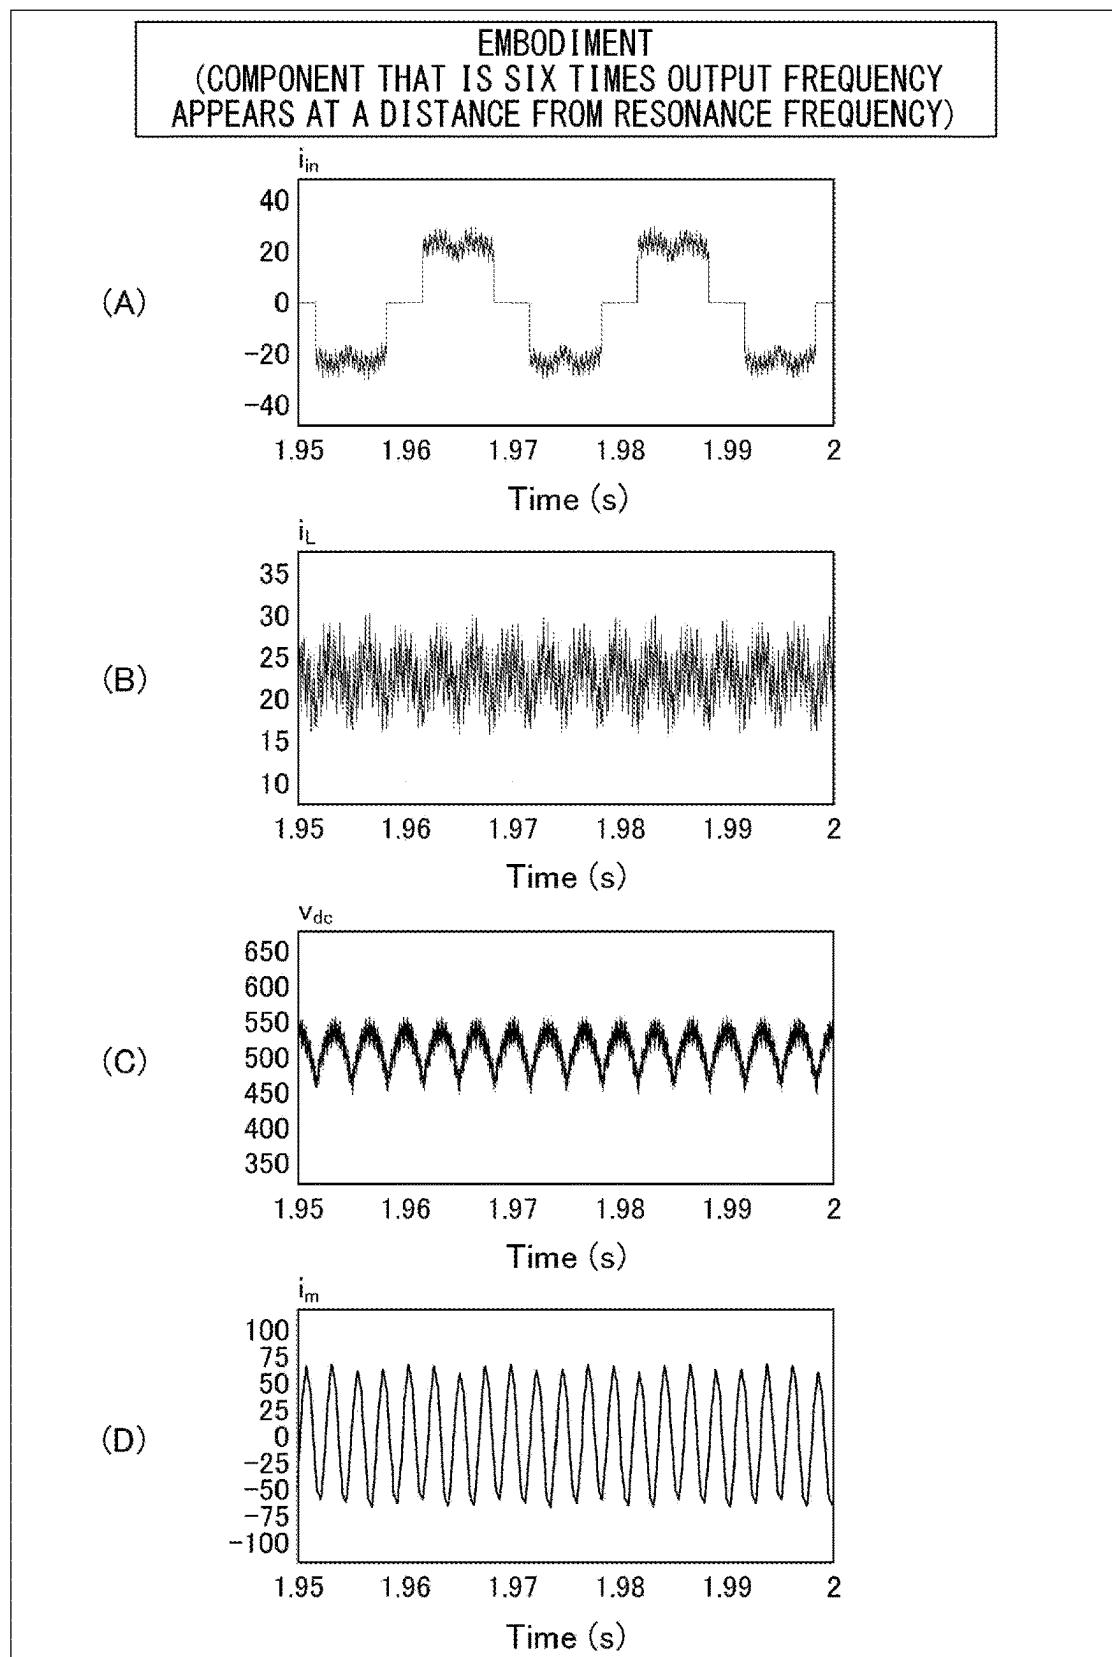 EMBODIMENT
(COMPONENT THAT IS SIX TIMES OUTPUT FREQUENCY
APPEARS AT A DISTANCE FROM RESONANCE FREQUENCY)
(A)
iin
40
20
0
-20
-40
1.95 1.96 1.97 1.98 1.99 2
Time (s)
(B)
iL
35
30
25
20
15
10
1.95 1.96 1.97 1.98 1.99 2
Time (s)
(C)
vdc
650
600
550
500
450
400
350
1.95 1.96 1.97 1.98 1.99 2
Time (s)
(D)
im
100
75
50
25
0
-25
-50
-75
-100
1.95 1.96 1.97 1.98 1.99 2
Time (s)